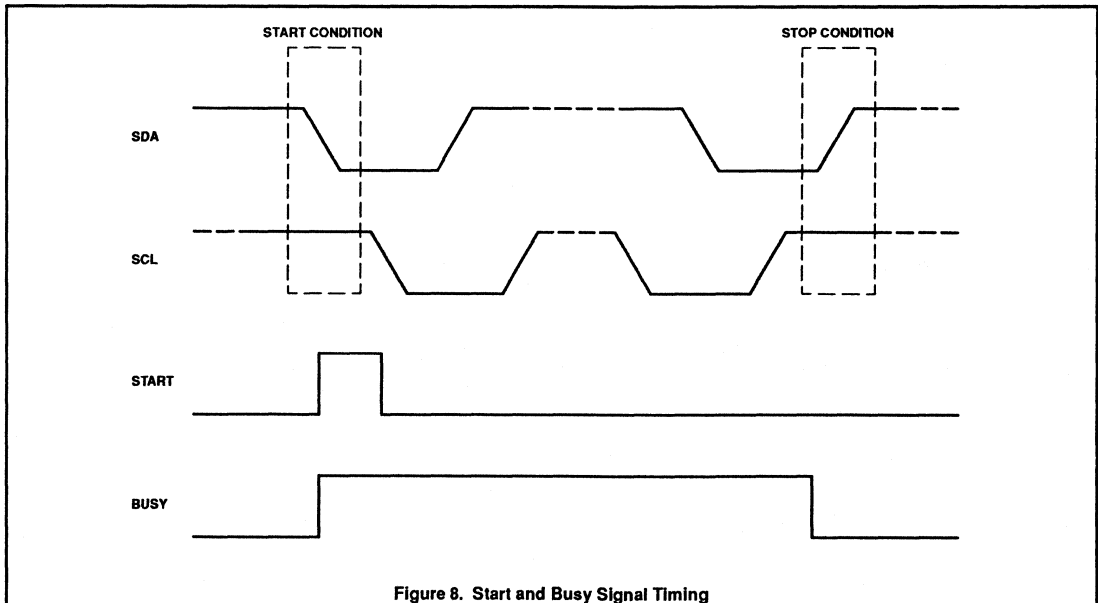 START CONDITION
STOP CONDITION
SDA
SCL
START
BUSY
Figure 8. Start and Busy Signal Timing